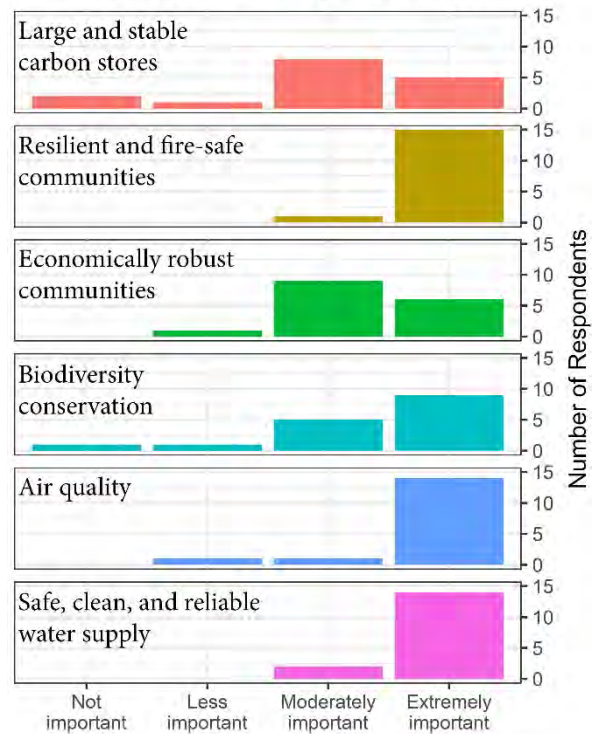 Large and stable
carbon stores
15
10
5
0
Resilient and fire-safe
communities
15
10
5
0
Economically robust
communities
15
10
5
0
Biodiversity
conservation
15
10
5
0
Air quality
15
10
5
0
Safe, clean, and reliable
water supply
15
10
5
0
Number of Respondents
Not
important
Less
important
Moderately
important
Extremely
important